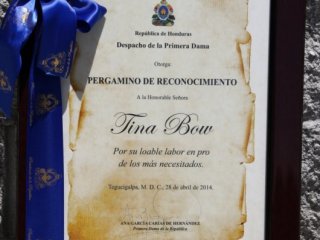 República de Honduras
Despacho de la Primera Dama
Otorga
PERGAMINO DE RECONOCIMIENTO
A la Honorable Señora
Tina Bow
Por su loable labor en pro
de los más necesitados.
Tegucigalpa, M. D. C., 28 de abril de 2014.
ANA GARCÍA CARÍAS DE HERNÁNDEZ
Primera Dama de la República